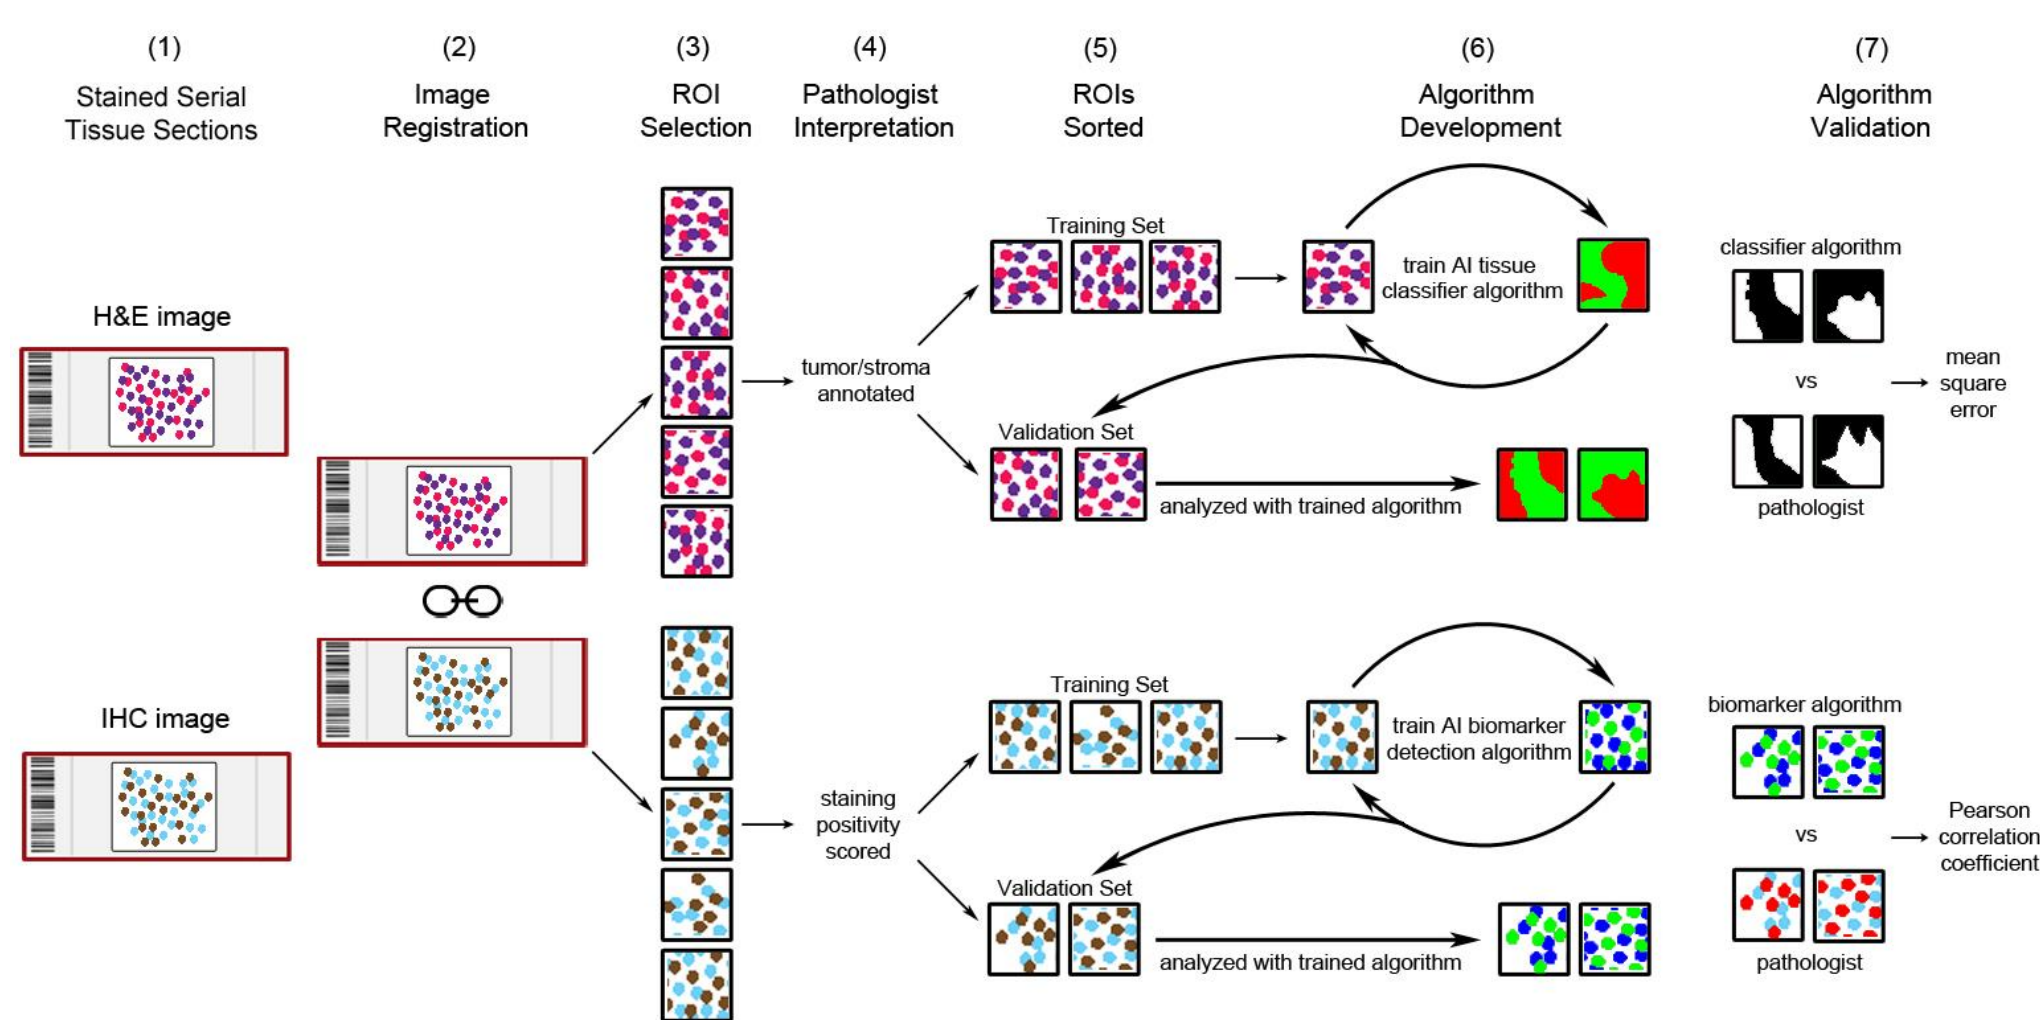 (1)
Stained Serial
Tissue Sections
(2)
Image
Registration
(3)
ROI
Selection
(4)
Pathologist
Interpretation
(5)
ROIs
Sorted
(6)
Algorithm
Development
(7)
Algorithm
Validation
H&E image
tumor/stroma
annotated
Training Set
train AI tissue
classifier algorithm
Validation Set
analyzed with trained algorithm
classifier algorithm
vs
pathologist
mean
square
error
IHC image
staining
positivity
scored
Training Set
train AI biomarker
detection algorithm
Validation Set
analyzed with trained algorithm
biomarker algorithm
vs
pathologist
Pearson
correlation
coefficient